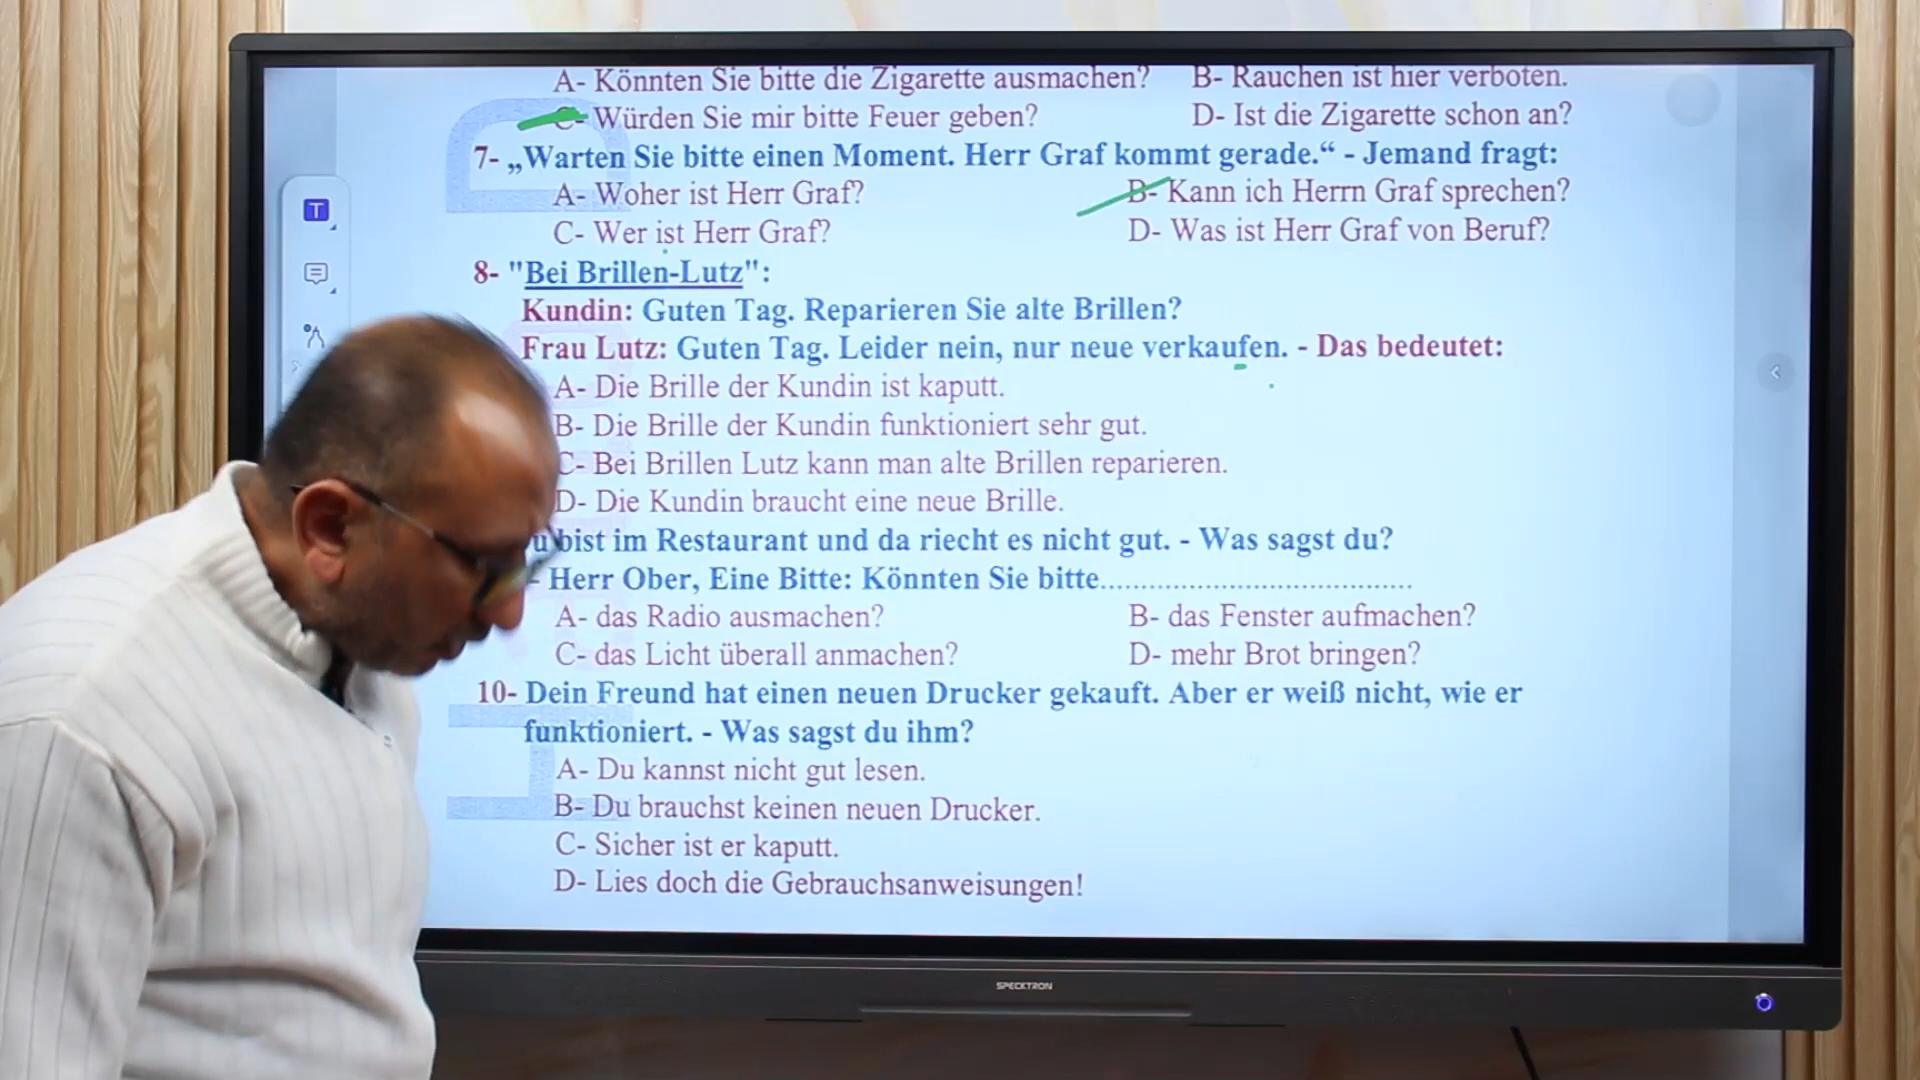 A- Könnten Sie bitte die Zigarette ausmachen? B- Rauchen ist hier verboten.
C- Würden Sie mir bitte Feuer geben? D- Ist die Zigarette schon an?
7- „Warten Sie bitte einen Moment. Herr Graf kommt gerade.“ - Jemand fragt:
A- Woher ist Herr Graf? B- Kann ich Herrn Graf sprechen?
C- Wer ist Herr Graf? D- Was ist Herr Graf von Beruf?
8- "Bei Brillen-Lutz":
Kundin: Guten Tag. Reparieren Sie alte Brillen?
Frau Lutz: Guten Tag. Leider nein, nur neue verkaufen. - Das bedeutet:
A- Die Brille der Kundin ist kaputt.
B- Die Brille der Kundin funktioniert sehr gut.
C- Bei Brillen Lutz kann man alte Brillen reparieren.
D- Die Kundin braucht eine neue Brille.
u bist im Restaurant und da riecht es nicht gut. - Was sagst du?
- Herr Ober, Eine Bitte: Könnten Sie bitte.......................................
A- das Radio ausmachen? B- das Fenster aufmachen?
C- das Licht überall anmachen? D- mehr Brot bringen?
10- Dein Freund hat einen neuen Drucker gekauft. Aber er weiß nicht, wie er
funktioniert. - Was sagst du ihm?
A- Du kannst nicht gut lesen.
B- Du brauchst keinen neuen Drucker.
C- Sicher ist er kaputt.
D- Lies doch die Gebrauchsanweisungen!
SPECKTRON